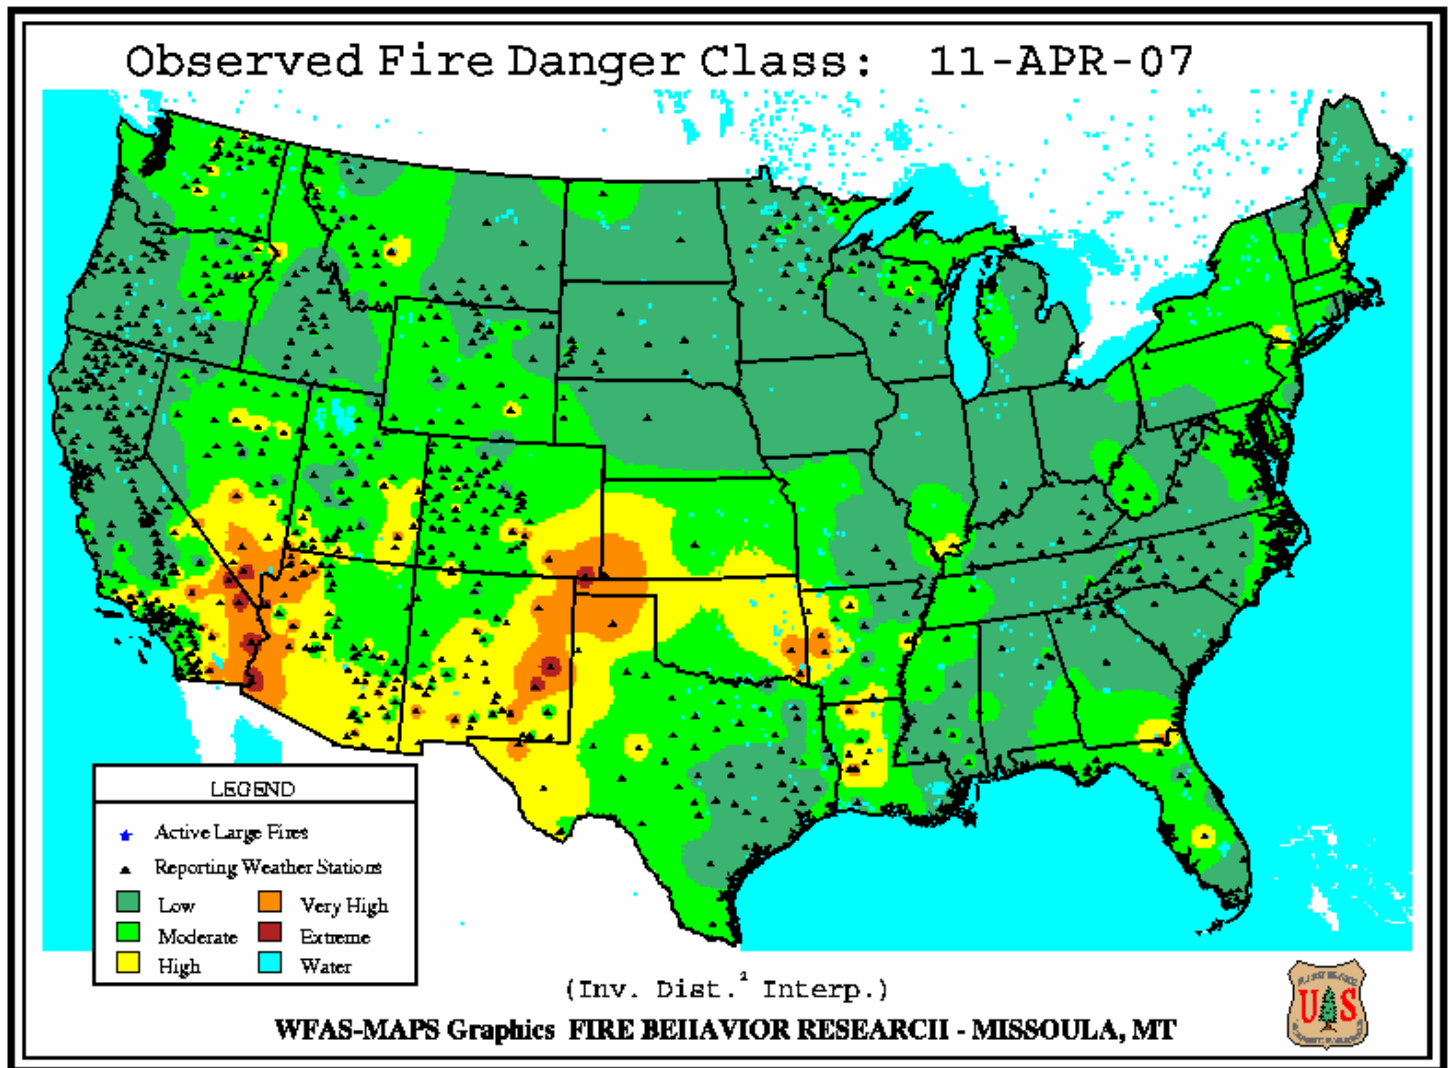 Observed Fire Danger Class: 11-APR-07
LEGEND
Active Large Fires
Reporting Weather Stations
Low
Very High
Moderate
Extreme
High
Water
(Inv. Dist.² Interp.)
WFAS-MAPS Graphics FIRE BEHAVIOR RESEARCH - MISSOULA, MT
US